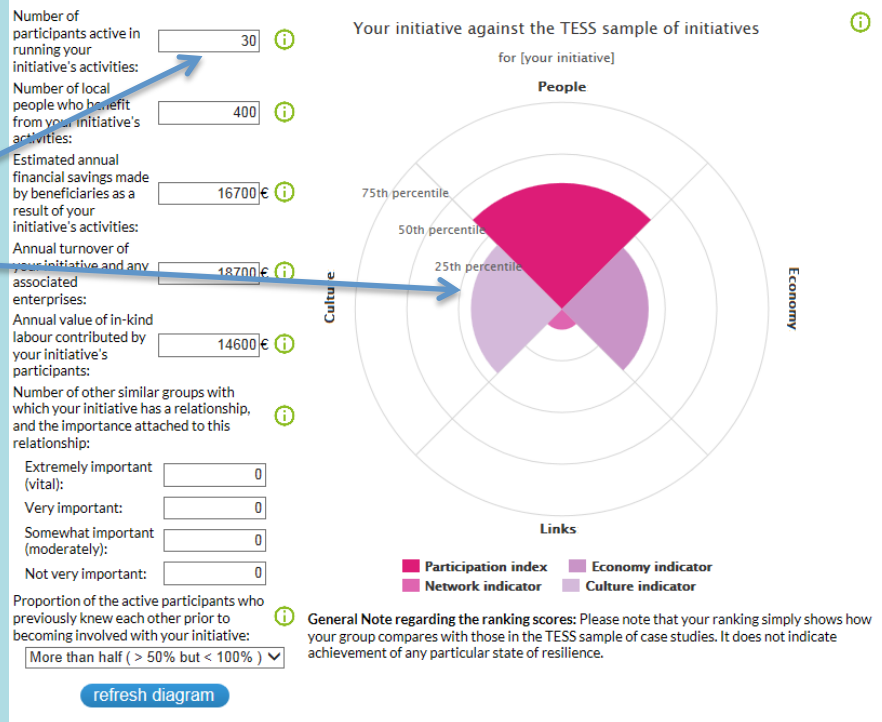 Number of
participants active in
running your
initiative's activities:
30
Number of local
people who benefit
from your initiative's
activities:
400
Estimated annual
financial savings made
by beneficiaries as a
result of your
initiative's activities:
16700 €
Annual turnover of
your initiative and any
associated
enterprises:
18700 €
Annual value of in-kind
labour contributed by
your initiative's
participants:
14600 €
Number of other similar groups with
which your initiative has a relationship,
and the importance attached to this
relationship:
Extremely important
(vital):
0
Very important:
0
Somewhat important
(moderately):
0
Not very important:
0
Proportion of the active participants who
previously knew each other prior to
becoming involved with your initiative:
More than half ( > 50% but < 100% )
refresh diagram
Your initiative against the TESS sample of initiatives
for [your initiative]
People
75th percentile
50th percentile
25th percentile
Culture
Economy
Links
Participation index
Economy indicator
Network indicator
Culture indicator
General Note regarding the ranking scores: Please note that your ranking simply shows how
your group compares with those in the TESS sample of case studies. It does not indicate
achievement of any particular state of resilience.